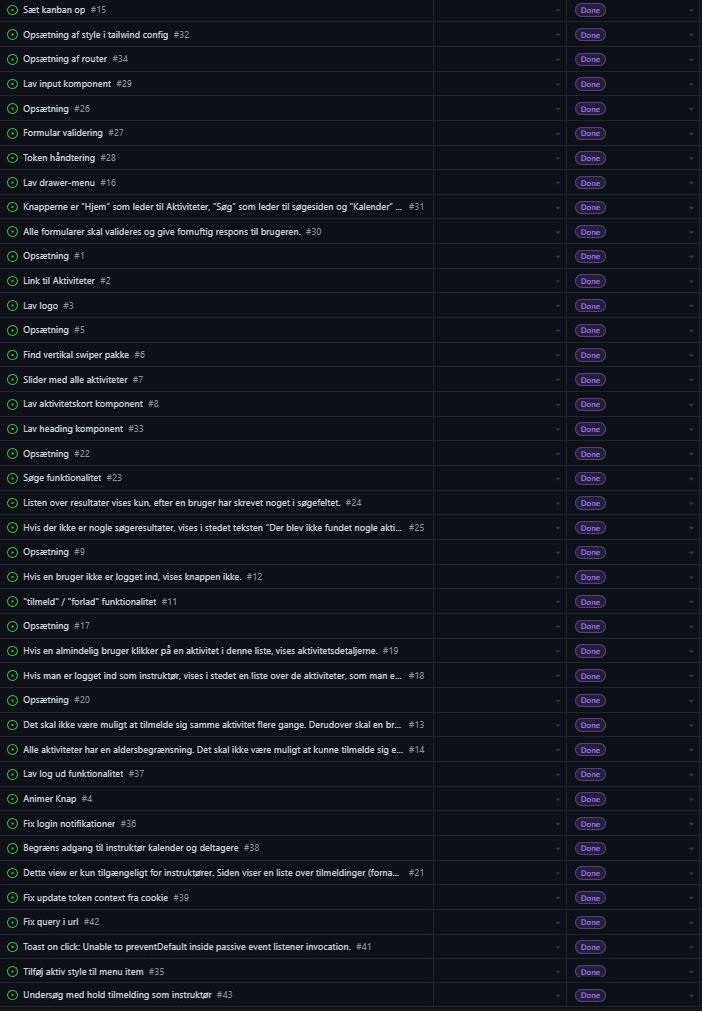 Sæt kanban op #15 Done
Opsætning af style i tailwind config #32 Done
Opsætning af router #34 Done
Lav input komponent #29 Done
Opsætning #26 Done
Formular validering #27 Done
Token håndtering #28 Done
Lav drawer-menu #16 Done
Knapperne er "Hjem" som leder til Aktiviteter, "Søg" som leder til søgesiden og "Kalender" ... #31 Done
Alle formularer skal valideres og give fornuftig respons til brugeren. #30 Done
Opsætning #1 Done
Link til Aktiviteter #2 Done
Lav logo #3 Done
Opsætning #5 Done
Find vertikal swiper pakke #6 Done
Slider med alle aktiviteter #7 Done
Lav aktivitetskort komponent #8 Done
Lav heading komponent #33 Done
Opsætning #22 Done
Søge funktionalitet #23 Done
Listen over resultater vises kun, efter en bruger har skrevet noget i søgefeltet. #24 Done
Hvis der ikke er nogle søgeresultater, vises i stedet teksten "Der blev ikke fundet nogle akti... #25 Done
Opsætning #9 Done
Hvis en bruger ikke er logget ind, vises knappen ikke. #12 Done
"tilmeld" / "forlad" funktionalitet #11 Done
Opsætning #17 Done
Hvis en almindelig bruger klikker på en aktivitet i denne liste, vises aktivitetsdetaljerne. #19 Done
Hvis man er logget ind som instruktør, vises i stedet en liste over de aktiviteter, som man e... #18 Done
Opsætning #20 Done
Det skal ikke være muligt at tilmelde sig samme aktivitet flere gange. Derudover skal en br... #13 Done
Alle aktiviteter har en aldersbegrænsning. Det skal ikke være muligt at kunne tilmelde sig e... #14 Done
Lav log ud funktionalitet #37 Done
Animer Knap #4 Done
Fix login notifikationer #36 Done
Begræns adgang til instruktør kalender og deltagere #38 Done
Dette view er kun tilgængeligt for instruktører. Siden viser en liste over tilmeldinger (forna... #21 Done
Fix update token context fra cookie #39 Done
Fix query i url #42 Done
Toast on click: Unable to preventDefault inside passive event listener invocation. #41 Done
Tilføj aktiv style til menu item #35 Done
Undersøg med hold tilmelding som instruktør #43 Done